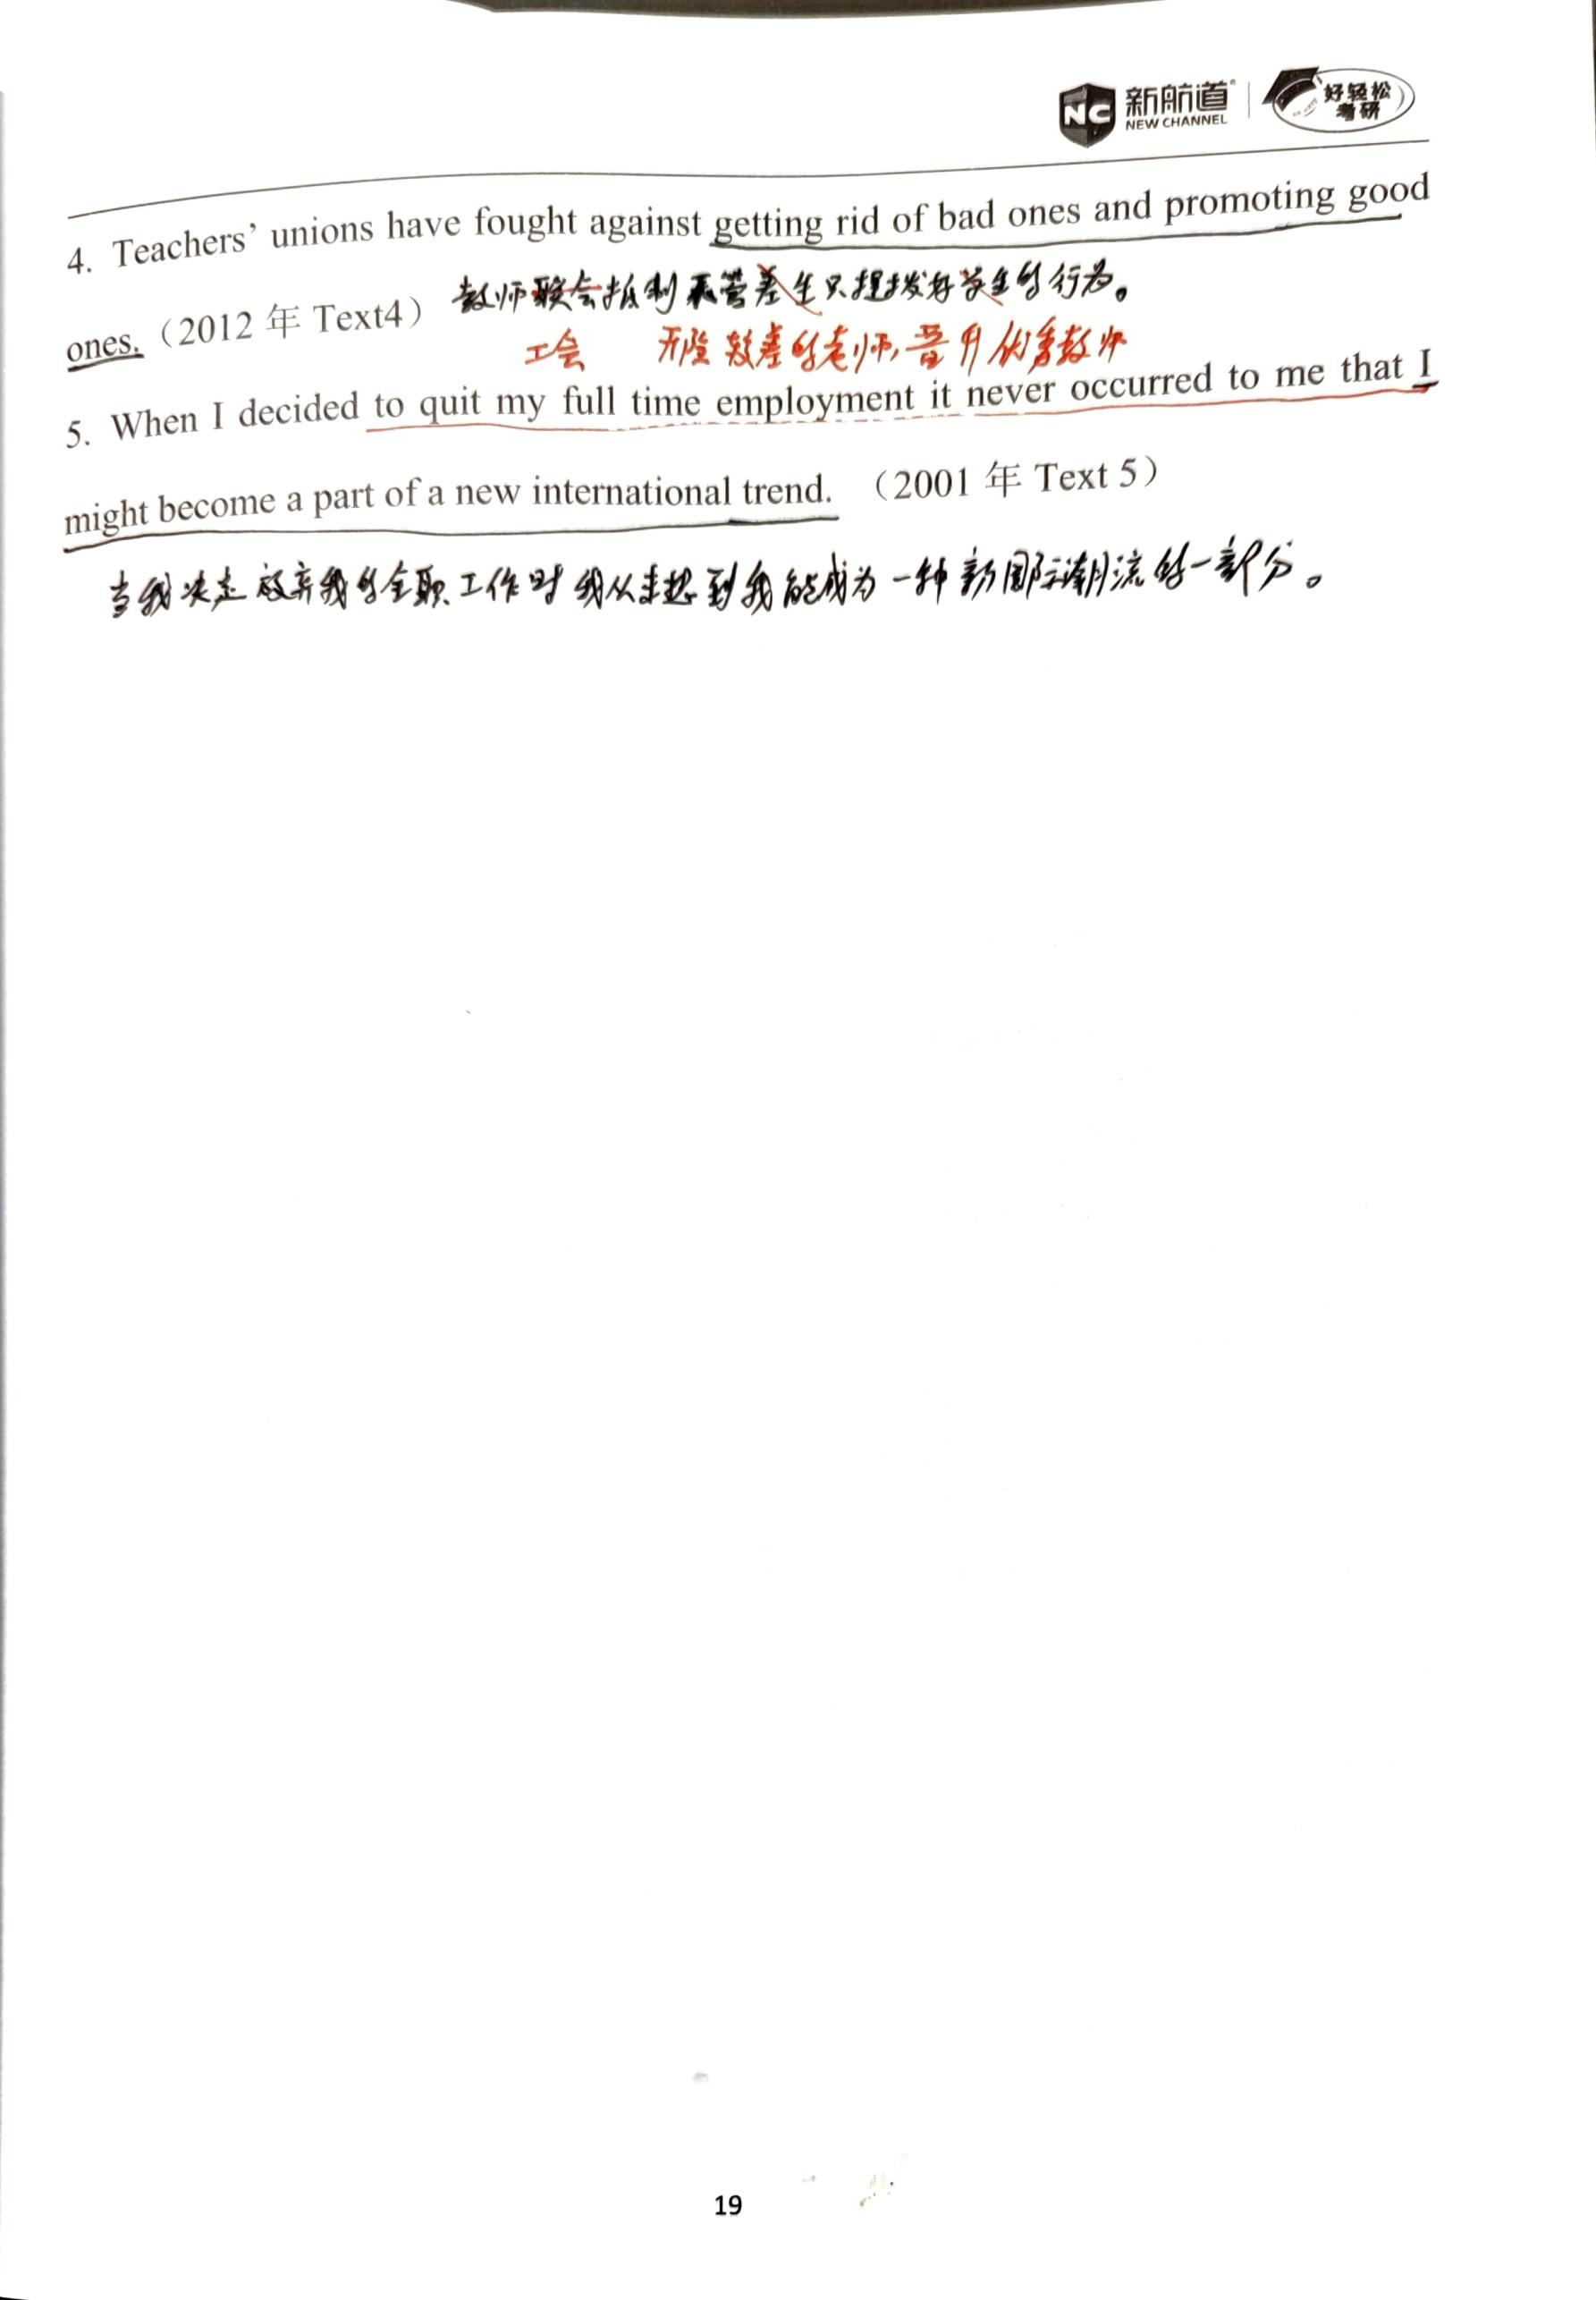 新航道
NEW CHANNEL
好轻松
考研
4. Teachers’ unions have fought against getting rid of bad ones and promoting good
ones.（2012 年 Text4）
教师联会抵制不管差生只提拔好学生的行为。
工会 开除较差的老师,晋升优秀教师
5. When I decided to quit my full time employment it never occurred to me that I
might become a part of a new international trend. （2001 年 Text 5）
当我决定放弃我的全职工作时我从未想到我能成为一种新国际潮流的一部分。
19